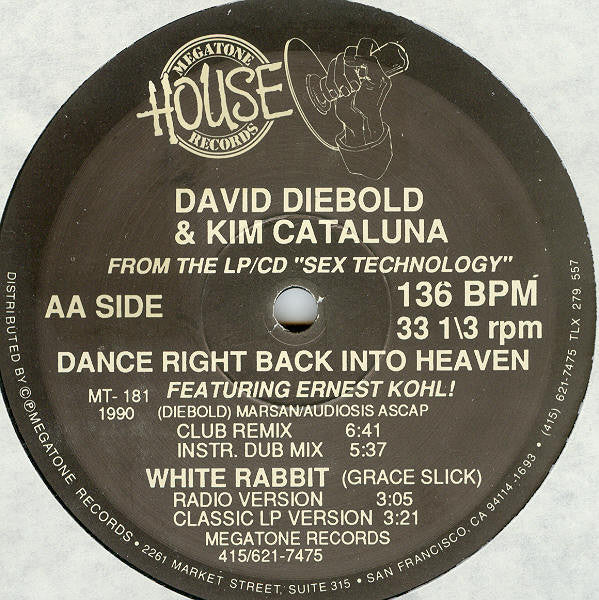 MEGATONE
HOUSE
RECORDS
DAVID DIEBOLD
& KIM CATALUNA
FROM THE LP/CD "SEX TECHNOLOGY"
AA SIDE
136 BPM
33 1\3 rpm
DANCE RIGHT BACK INTO HEAVEN
MT- 181 FEATURING ERNEST KOHL!
1990 (DIEBOLD) MARSAN/AUDIOSIS ASCAP
CLUB REMIX 6:41
INSTR. DUB MIX 5:37
WHITE RABBIT (GRACE SLICK)
RADIO VERSION 3:05
CLASSIC LP VERSION 3:21
MEGATONE RECORDS
415/621-7475
DISTRIBUTED BY ©℗MEGATONE RECORDS • 2261 MARKET STREET, SUITE 315 • SAN FRANCISCO, CA 94114-1693 • (415) 621-7475 TLX 279 557